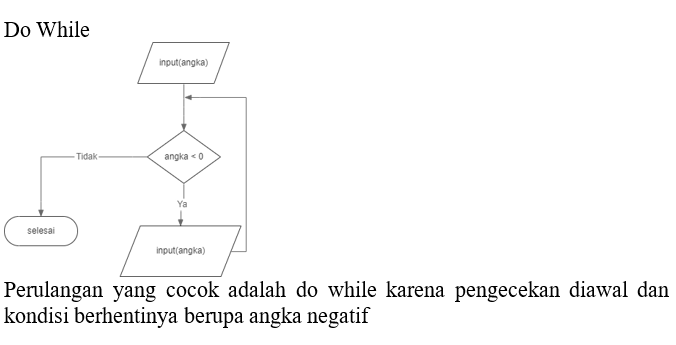 Do While
input(angka)
angka < 0
Tidak
Ya
selesai
input(angka)
Perulangan yang cocok adalah do while karena pengecekan diawal dan
kondisi berhentinya berupa angka negatif